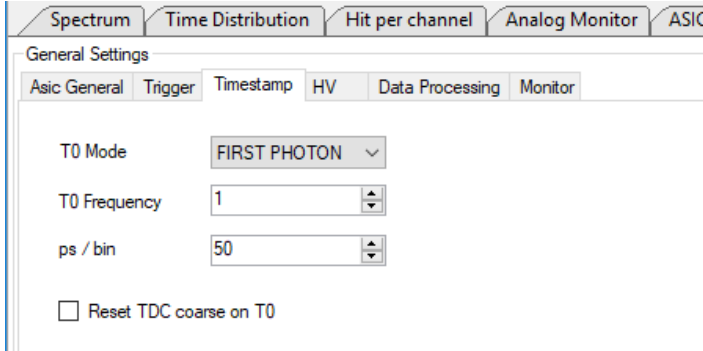 Spectrum Time Distribution Hit per channel Analog Monitor ASIC
General Settings
Asic General Trigger Timestamp HV Data Processing Monitor
T0 Mode FIRST PHOTON
T0 Frequency 1
ps / bin 50
Reset TDC coarse on T0